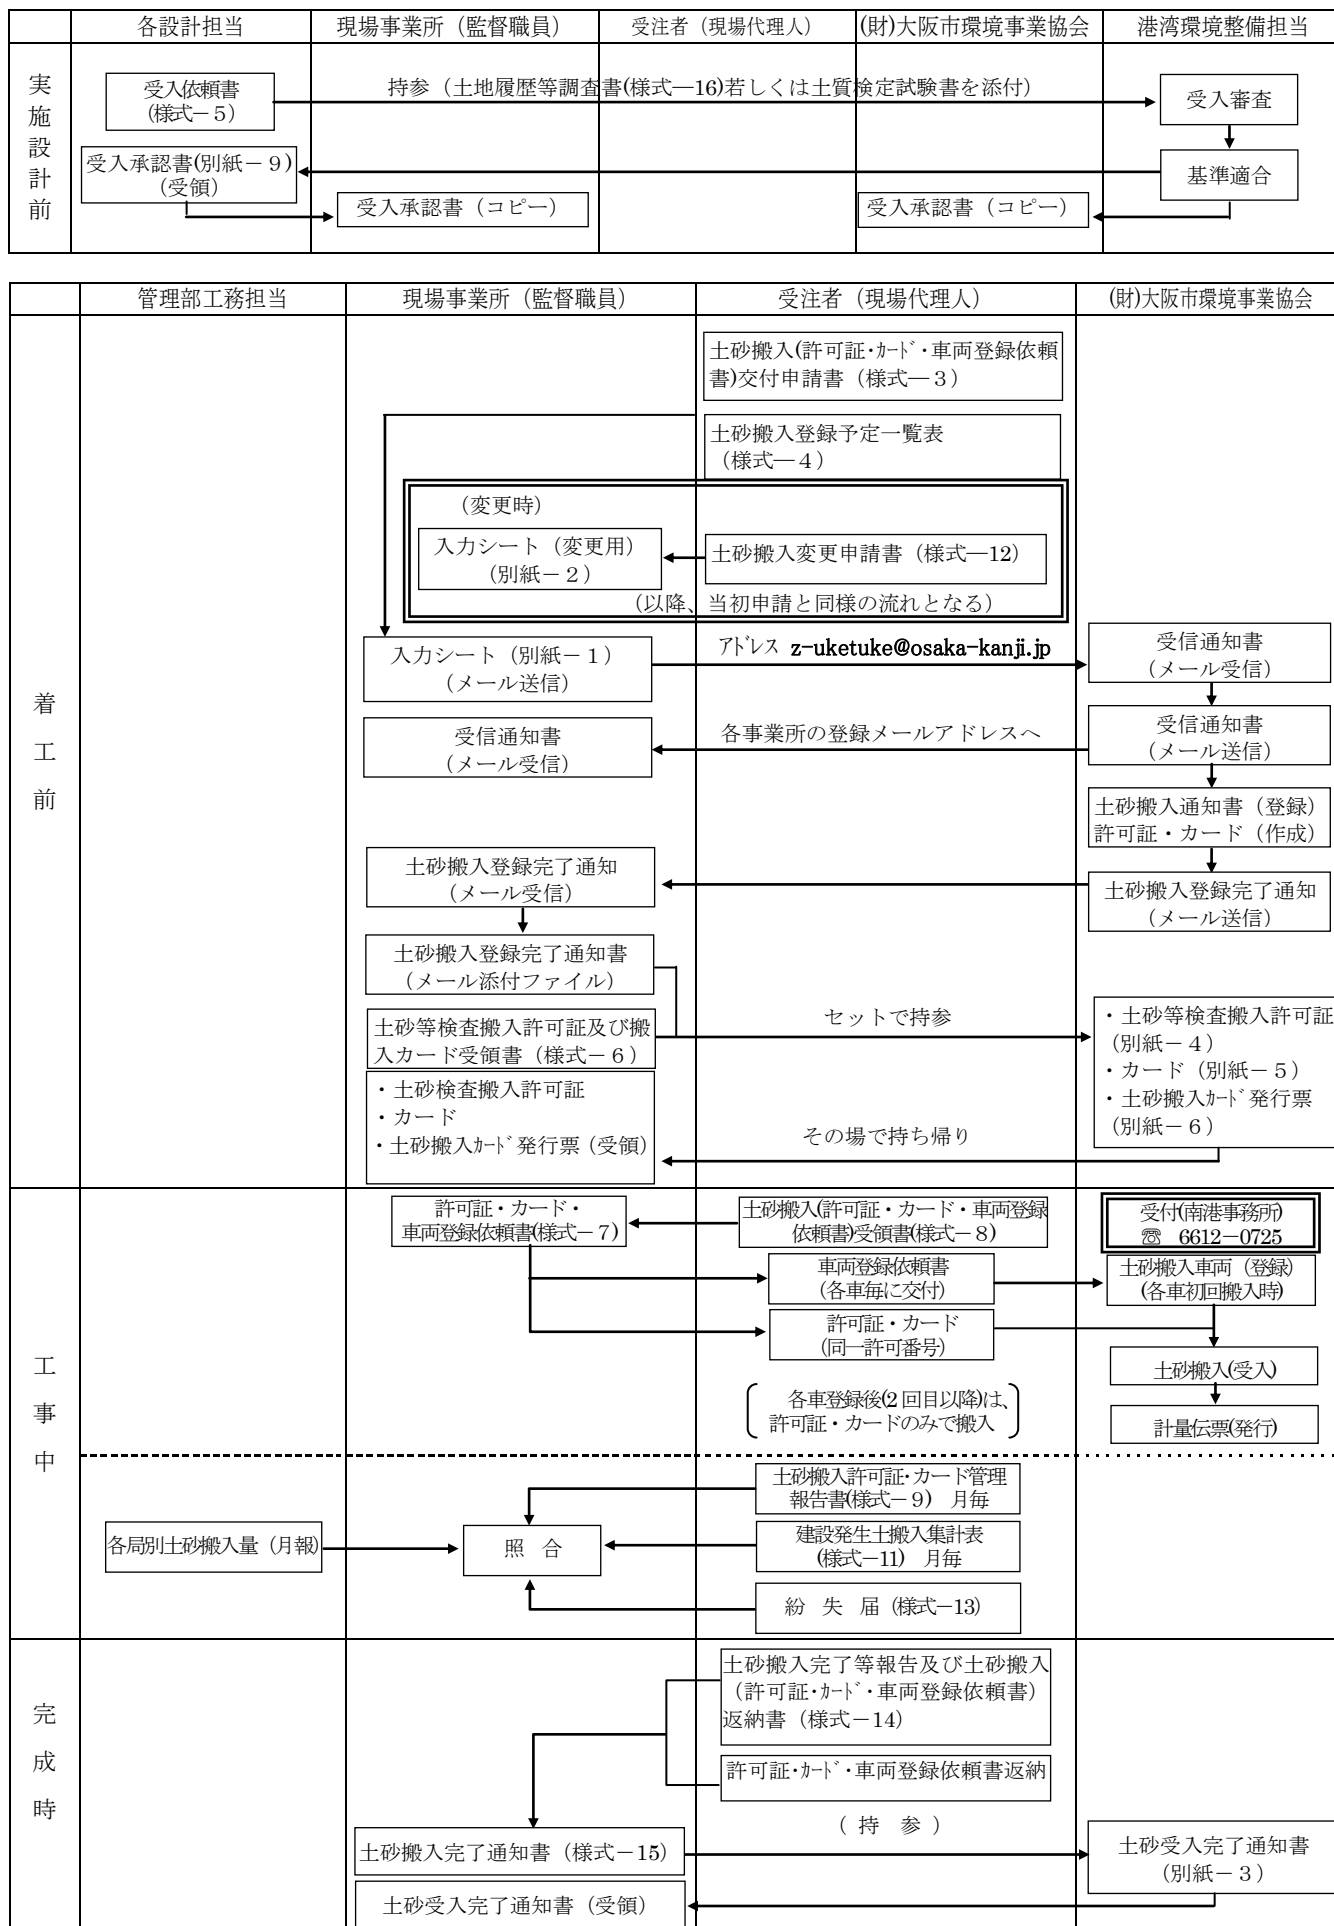 各設計担当
現場事業所（監督職員）
受注者（現場代理人）
(財)大阪市環境事業協会
港湾環境整備担当
実施設計前
受入依頼書
(様式－５)
持参（土地履歴等調査書(様式―16)若しくは土質検定試験書を添付）
受入審査
受入承認書(別紙－９)
（受領）
基準適合
受入承認書（コピー）
受入承認書（コピー）
管理部工務担当
現場事業所（監督職員）
受注者（現場代理人）
(財)大阪市環境事業協会
着工前
土砂搬入(許可証・ｶｰﾄﾞ・車両登録依頼
書)交付申請書（様式―３）
土砂搬入登録予定一覧表
（様式―４）
（変更時）
入力シート（変更用）
（別紙－２）
土砂搬入変更申請書（様式―12）
（以降、当初申請と同様の流れとなる）
入力シート（別紙－１）
（メール送信）
ｱﾄﾞﾚｽ z-uketuke@osaka-kanji.jp
受信通知書
（メール受信）
受信通知書
（メール受信）
各事業所の登録メールアドレスへ
受信通知書
（メール送信）
土砂搬入通知書（登録）
許可証・カード（作成）
土砂搬入登録完了通知
（メール受信）
土砂搬入登録完了通知
（メール送信）
土砂搬入登録完了通知書
（メール添付ファイル）
土砂等検査搬入許可証及び搬
入カード受領書（様式－６）
セットで持参
・土砂等検査搬入許可証
（別紙－４）
・カード（別紙－５）
・土砂搬入ｶｰﾄﾞ発行票
（別紙－６）
・土砂検査搬入許可証
・カード
・土砂搬入ｶｰﾄﾞ発行票（受領）
その場で持ち帰り
工事中
許可証・カード・
車両登録依頼書(様式－７)
土砂搬入(許可証・カード・車両登録
依頼書)受領書(様式－８)
受付(南港事務所)
☏ 6612－0725
車両登録依頼書
(各車毎に交付)
土砂搬入車両（登録）
(各車初回搬入時)
許可証・カード
(同一許可番号)
土砂搬入(受入)
各車登録後(２回目以降)は、
許可証・カードのみで搬入
計量伝票(発行)
土砂搬入許可証・カード管理
報告書(様式－９)　月毎
各局別土砂搬入量（月報）
照　合
建設発生土搬入集計表
(様式－11)　月毎
紛　失　届（様式－13）
完成時
土砂搬入完了等報告及び土砂搬入
（許可証・ｶｰﾄﾞ・車両登録依頼書）
返納書（様式－14）
許可証・ｶｰﾄﾞ・車両登録依頼書返納
（ 持　参 ）
土砂搬入完了通知書（様式－15）
土砂受入完了通知書
（別紙－３）
土砂受入完了通知書（受領）